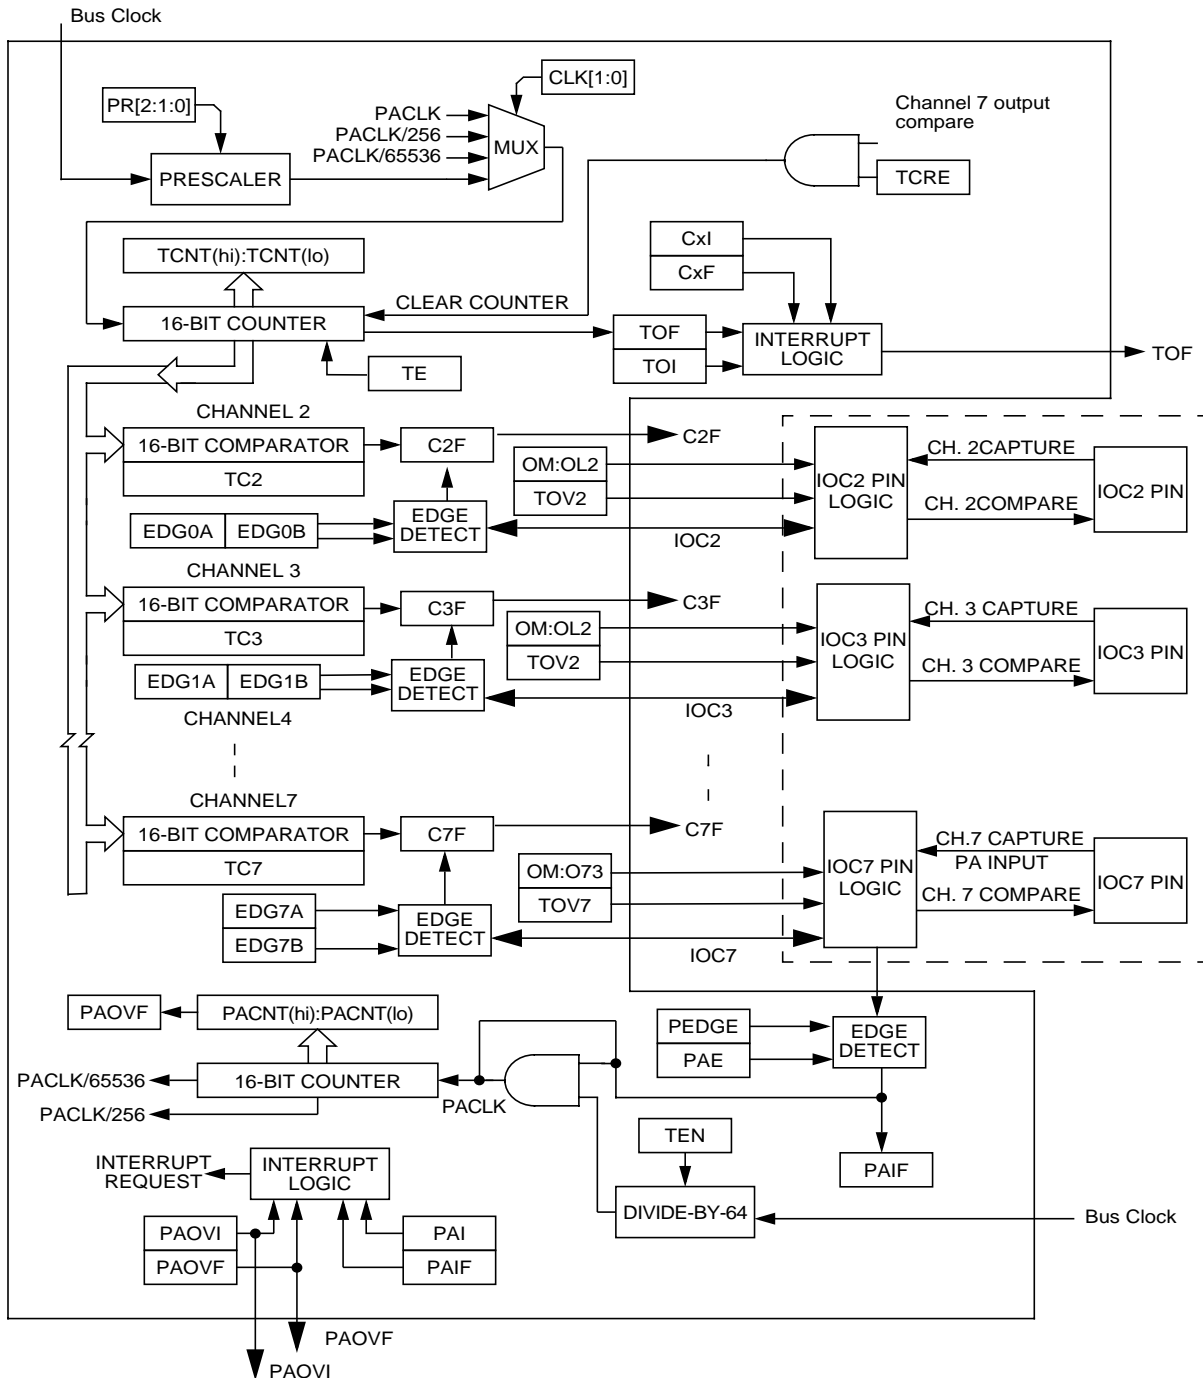 Bus Clock
PR[2:1:0]
CLK[1:0]
PACLK
PACLK/256
PACLK/65536
MUX
PRESCALER
Channel 7 output
compare
TCRE
CxI
CxF
TCNT(hi):TCNT(lo)
CLEAR COUNTER
16-BIT COUNTER
TE
TOF
TOI
INTERRUPT
LOGIC
TOF
CHANNEL 2
16-BIT COMPARATOR
TC2
C2F
C2F
EDG0A
EDG0B
EDGE
DETECT
OM:OL2
TOV2
IOC2
IOC2 PIN
LOGIC
CH. 2CAPTURE
CH. 2COMPARE
IOC2 PIN
CHANNEL 3
16-BIT COMPARATOR
TC3
C3F
C3F
EDG1A
EDG1B
EDGE
DETECT
OM:OL2
TOV2
IOC3
IOC3 PIN
LOGIC
CH. 3 CAPTURE
CH. 3 COMPARE
IOC3 PIN
CHANNEL4
CHANNEL7
16-BIT COMPARATOR
TC7
C7F
C7F
EDG7A
EDG7B
EDGE
DETECT
OM:O73
TOV7
IOC7
IOC7 PIN
LOGIC
CH.7 CAPTURE
PA INPUT
CH. 7 COMPARE
IOC7 PIN
PAOVF
PACNT(hi):PACNT(lo)
16-BIT COUNTER
PACLK/65536
PACLK/256
PACLK
PEDGE
PAE
EDGE
DETECT
TEN
PAIF
DIVIDE-BY-64
Bus Clock
INTERRUPT
REQUEST
INTERRUPT
LOGIC
PAOVI
PAOVF
PAI
PAIF
PAOVF
PAOVI